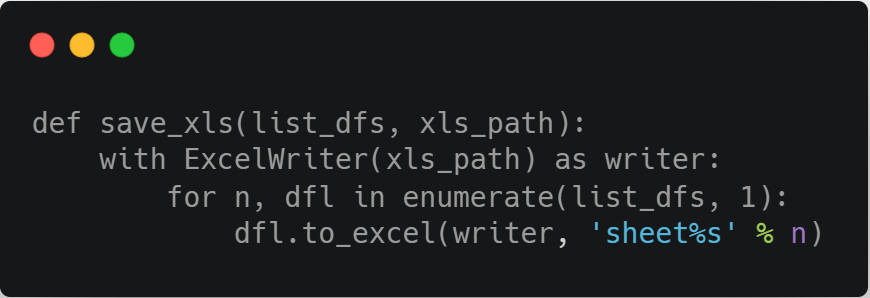 def save_xls(list_dfs, xls_path):
    with ExcelWriter(xls_path) as writer:
        for n, dfl in enumerate(list_dfs, 1):
            dfl.to_excel(writer, 'sheet%s' % n)